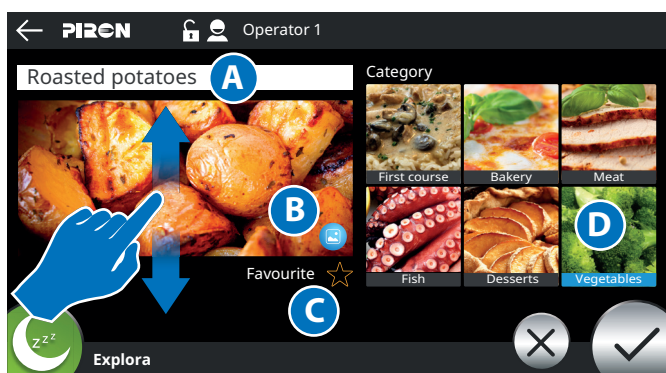 PIRON
Operator 1
Roasted potatoes
A
Category
First course
Bakery
Meat
B
D
Fish
Desserts
Vegetables
Favourite
C
zzz
Explora